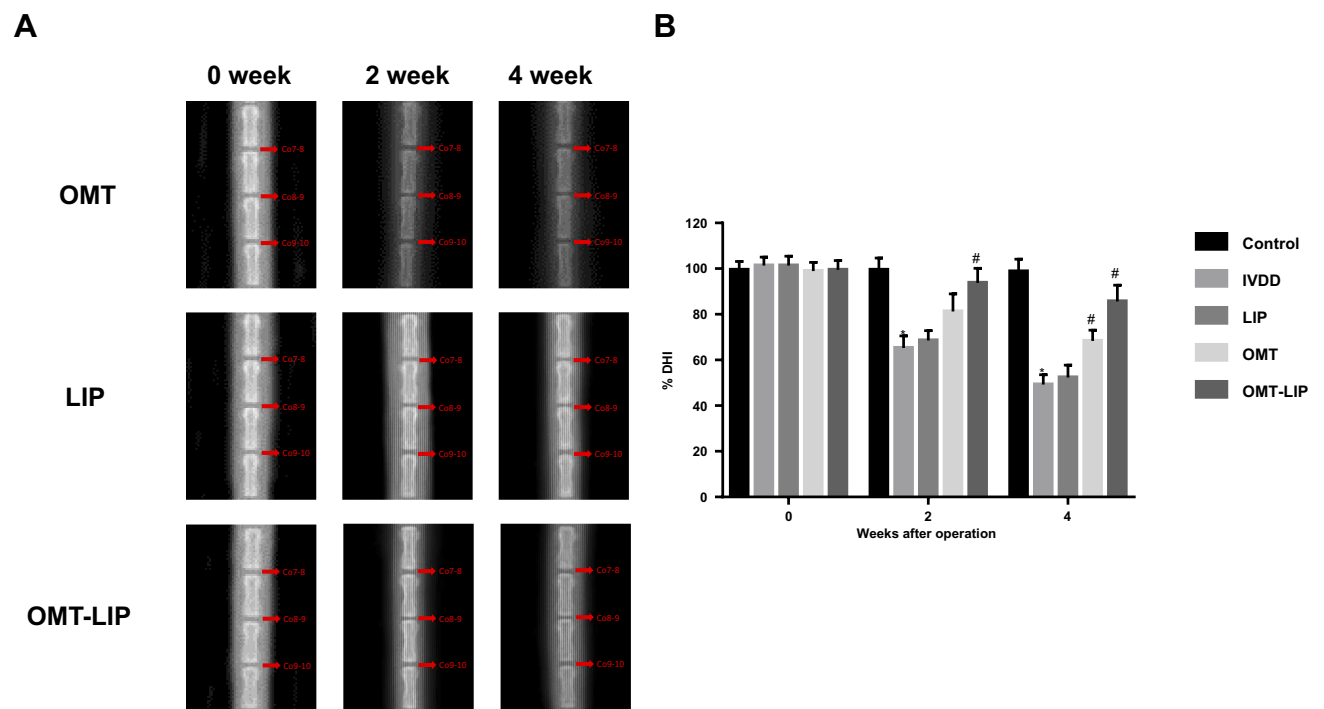 A
0 week 2 week 4 week
OMT
Co7-8 Co7-8 Co7-8
Co8-9 Co8-9 Co8-9
Co9-10 Co9-10 Co9-10
LIP
Co7-8 Co7-8 Co7-8
Co8-9 Co8-9 Co8-9
Co9-10 Co9-10 Co9-10
OMT-LIP
Co7-8 Co7-8 Co7-8
Co8-9 Co8-9 Co8-9
Co9-10 Co9-10 Co9-10
B
% DHI
120
100
80
60
40
20
0
* # * # #
0 2 4
Weeks after operation
Control
IVDD
LIP
OMT
OMT-LIP